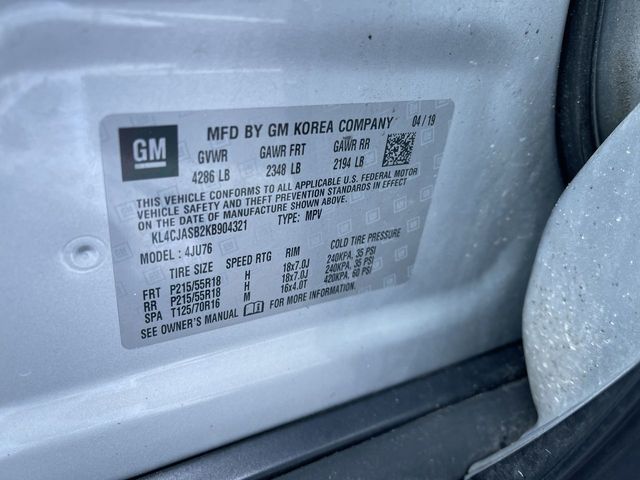 GM
MFD BY GM KOREA COMPANY 04 / 19
GVWR GAWR FRT GAWR RR
4286 LB 2348 LB 2194 LB
THIS VEHICLE CONFORMS TO ALL APPLICABLE U.S. FEDERAL MOTOR
VEHICLE SAFETY AND THEFT PREVENTION STANDARDS IN EFFECT
ON THE DATE OF MANUFACTURE SHOWN ABOVE.
KL4CJASB2KB904321 TYPE: MPV
MODEL: 4JU76
TIRE SIZE SPEED RTG RIM COLD TIRE PRESSURE
FRT P215/55R18 H 18x7.0J 240KPA, 35 PSI
RR P215/55R18 H 18x7.0J 240KPA, 35 PSI
SPA T125/70R16 M 16x4.0T 420KPA, 60 PSI
SEE OWNER'S MANUAL FOR MORE INFORMATION.